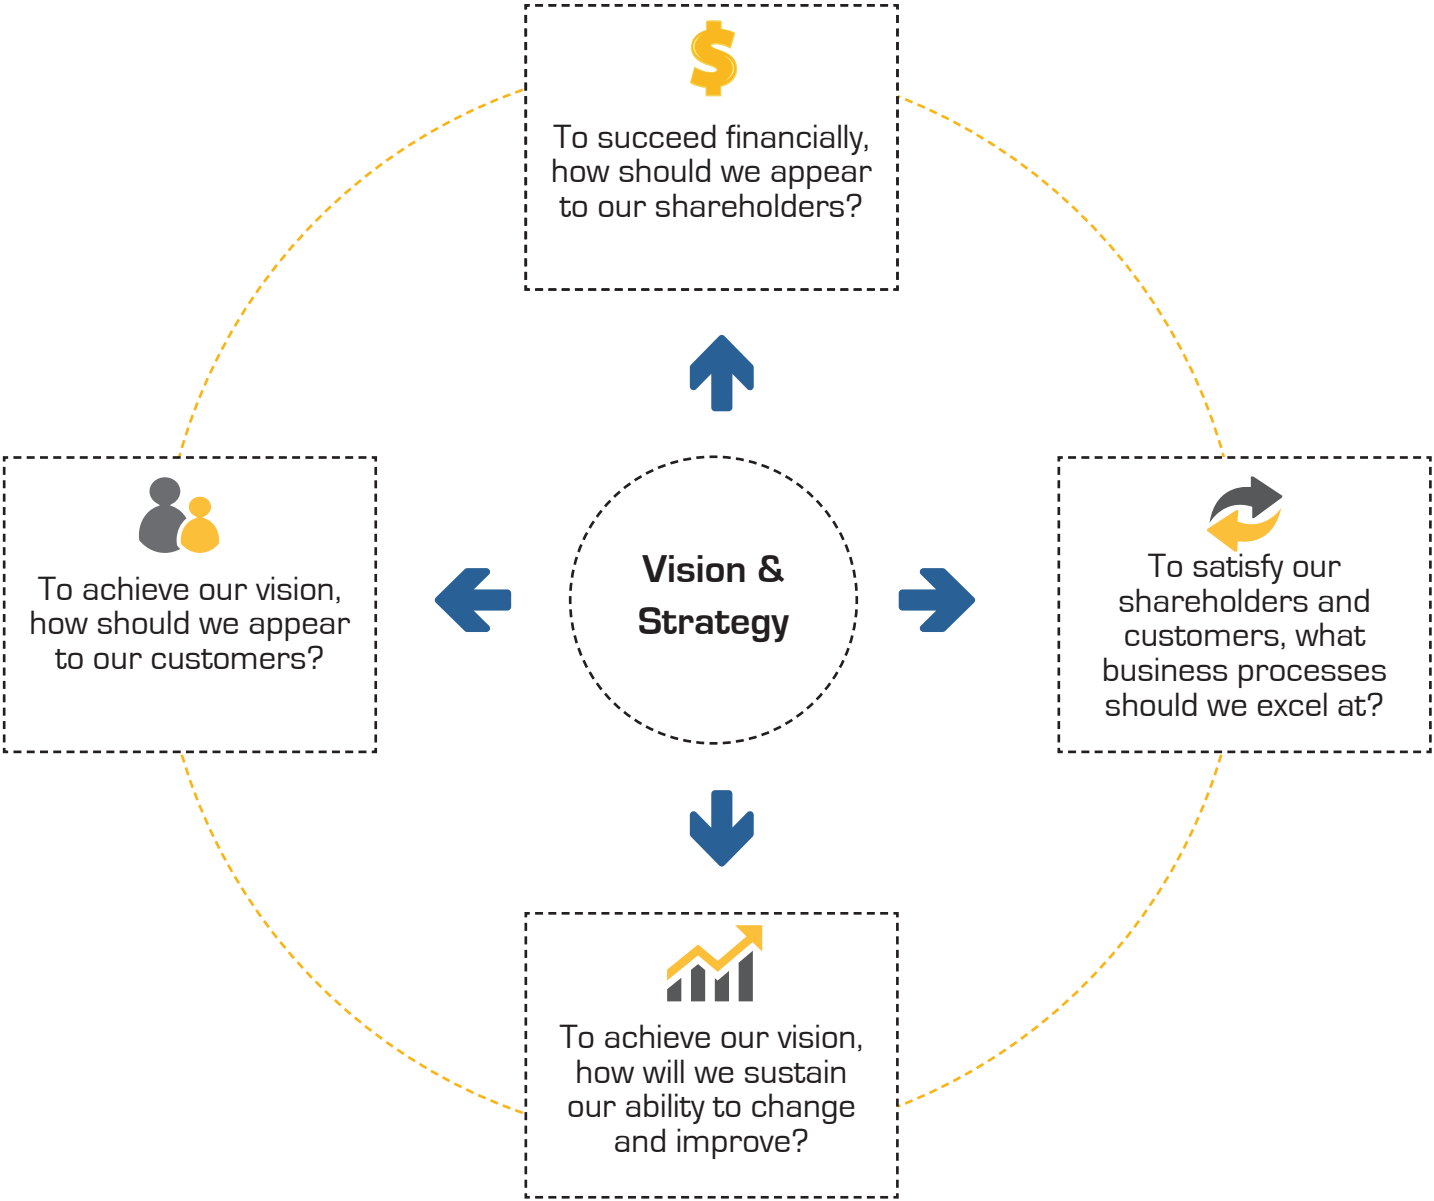 To succeed financially,
how should we appear
to our shareholders?
To achieve our vision,
how should we appear
to our customers?
Vision &
Strategy
To satisfy our
shareholders and
customers, what
business processes
should we excel at?
To achieve our vision,
how will we sustain
our ability to change
and improve?